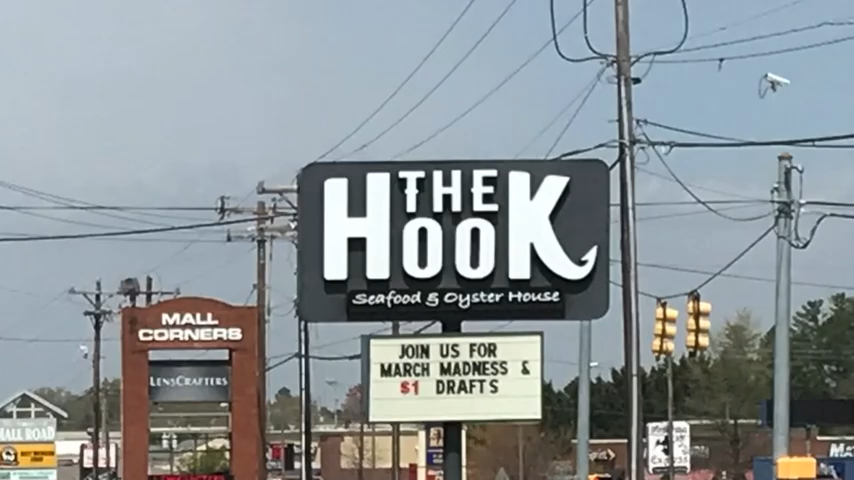 THE
HOOK
Seafood & Oyster House
JOIN US FOR
MARCH MADNESS &
$1 DRAFTS
MALL
CORNERS
LENSCRAFTERS
MALL ROAD